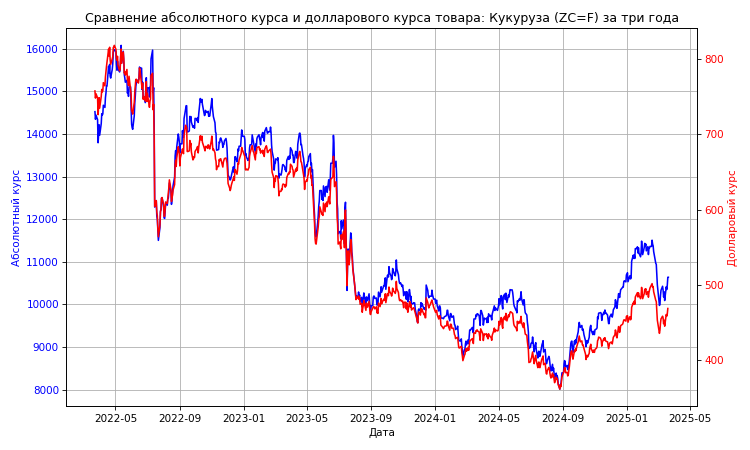 Сравнение абсолютного курса и долларового курса товара: Кукуруза (ZC=F) за три года
16000
15000
14000
13000
12000
11000
10000
9000
8000
Абсолютный курс
800
700
600
500
400
Долларовый курс
2022-05 2022-09 2023-01 2023-05 2023-09 2024-01 2024-05 2024-09 2025-01 2025-05
Дата